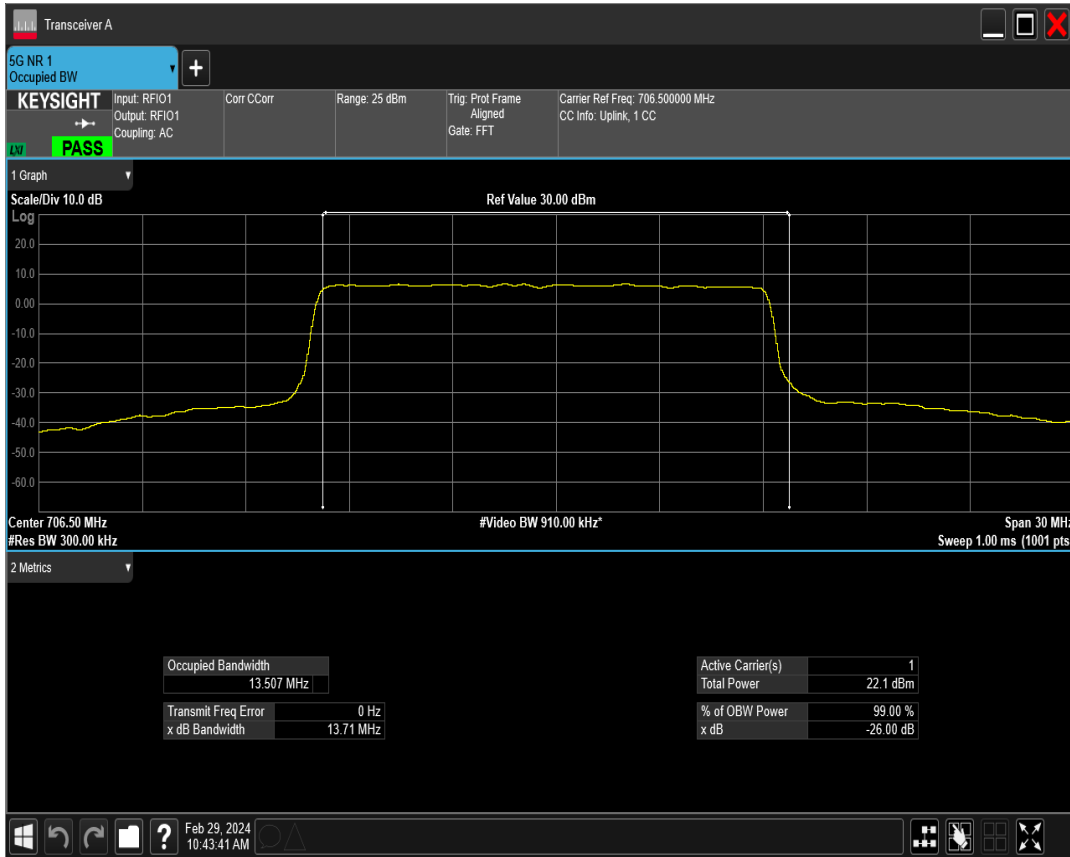 Transceiver A
5G NR 1
Occupied BW
KEYSIGHT
Input: RFIO1
Output: RFIO1
Coupling: AC
Corr CCorr
Range: 25 dBm
Trig: Prot Frame
Aligned
Gate: FFT
Carrier Ref Freq: 706.500000 MHz
CC Info: Uplink, 1 CC
LXI
PASS
1 Graph
Scale/Div 10.0 dB
Ref Value 30.00 dBm
Log
20.0
10.0
0.00
-10.0
-20.0
-30.0
-40.0
-50.0
-60.0
Center 706.50 MHz
#Video BW 910.00 kHz*
Span 30 MHz
#Res BW 300.00 kHz
Sweep 1.00 ms (1001 pts
2 Metrics
Occupied Bandwidth
13.507 MHz
Transmit Freq Error 0 Hz
x dB Bandwidth 13.71 MHz
Active Carrier(s) 1
Total Power 22.1 dBm
% of OBW Power 99.00 %
x dB -26.00 dB
?
Feb 29, 2024
10:43:41 AM